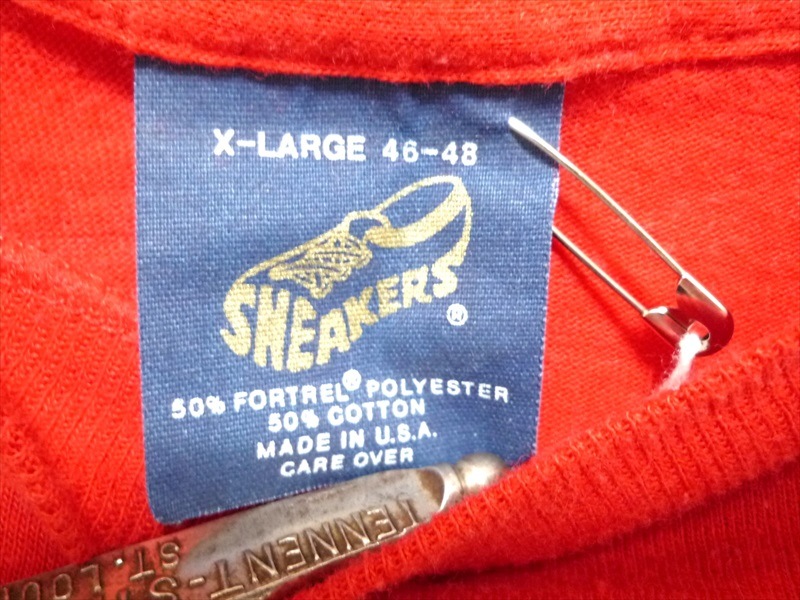 X-LARGE 46-48
SNEAKERS®
50% FORTREL® POLYESTER
50% COTTON
MADE IN U.S.A.
CARE OVER
TENNENT-S
ST. LOU